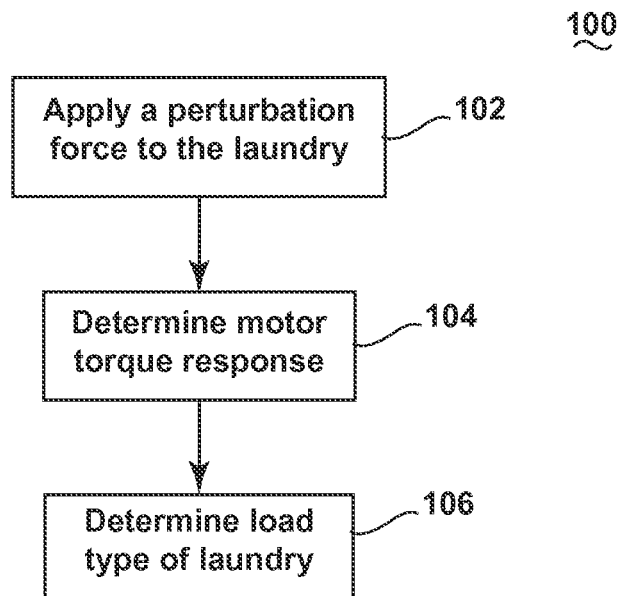 100
Apply a perturbation
force to the laundry
102
Determine motor
torque response
104
Determine load
type of laundry
106